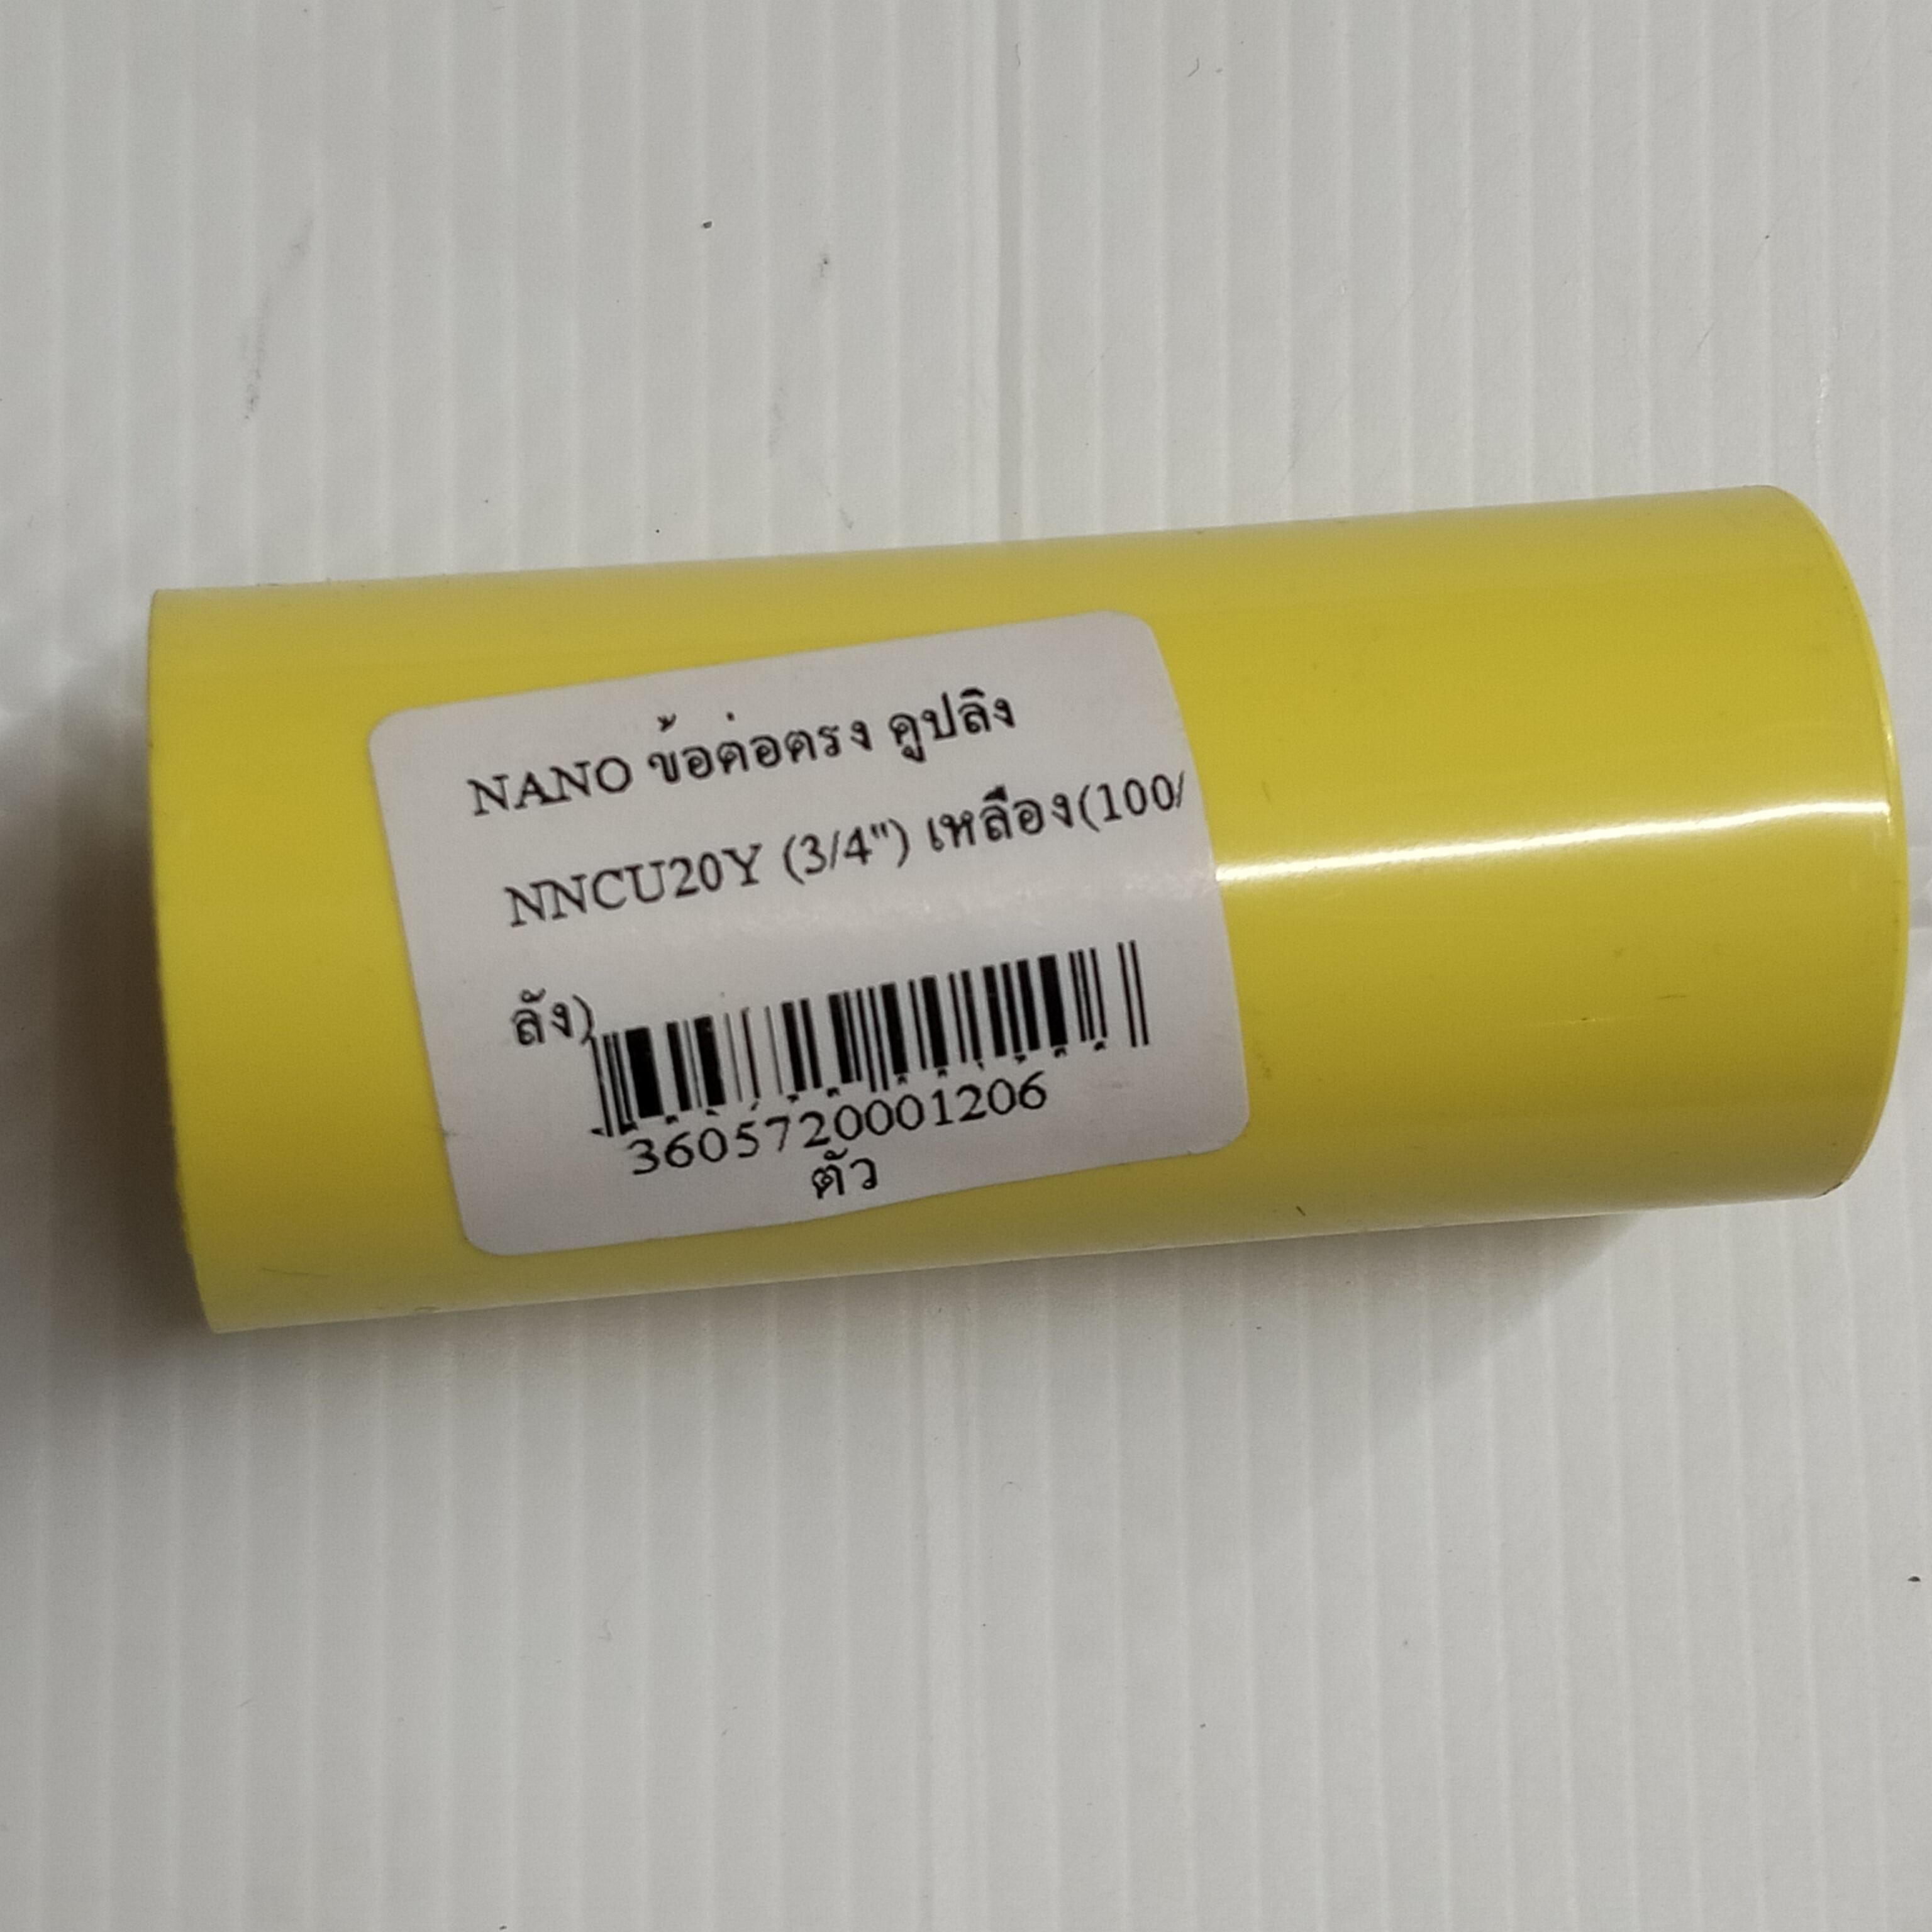 NANO ข้อต่อตรง คูปลิง
NNCU20Y (3/4") เหลือง(100/
ลัง)
3605720001206
ตัว